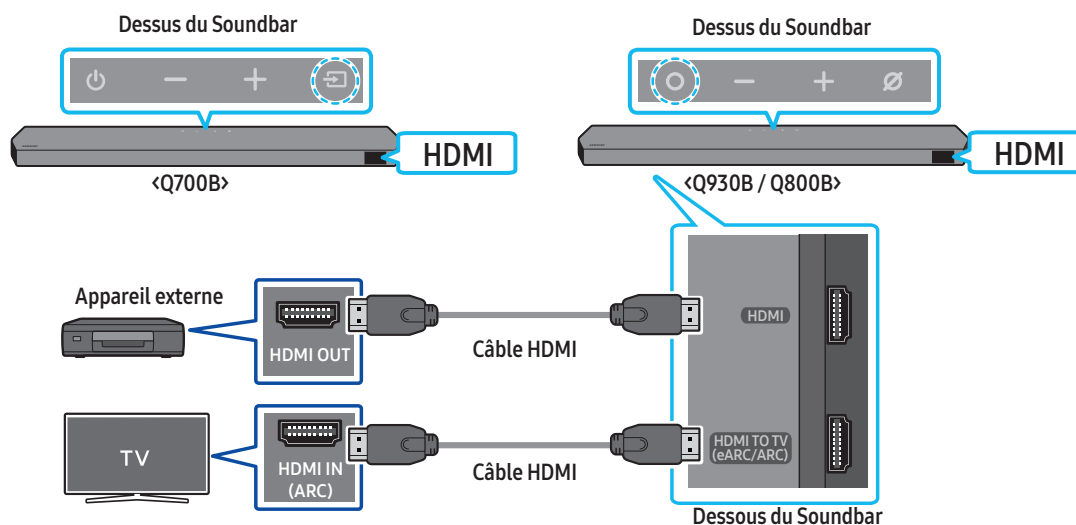 Dessus du Soundbar
HDMI
<Q700B>
Dessus du Soundbar
HDMI
<Q930B / Q800B>
Appareil externe
HDMI OUT
Câble HDMI
HDMI
TV
HDMI IN
(ARC)
Câble HDMI
HDMI TO TV
(eARC/ARC)
Dessous du Soundbar